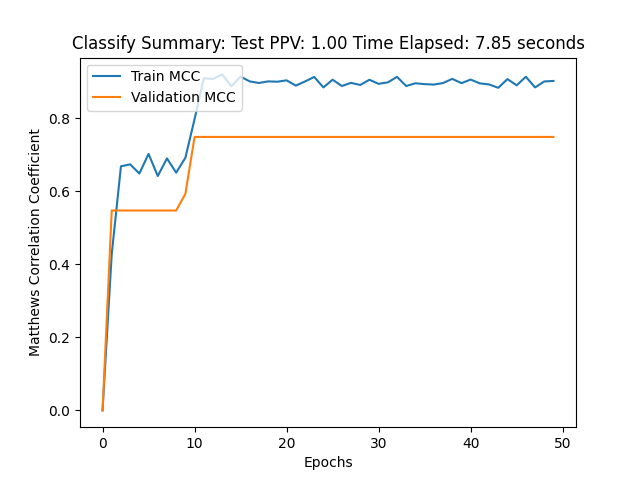 Classify Summary: Test PPV: 1.00 Time Elapsed: 7.85 seconds
Train MCC
Validation MCC
Matthews Correlation Coefficient
0.8
0.6
0.4
0.2
0.0
0 10 20 30 40 50
Epochs